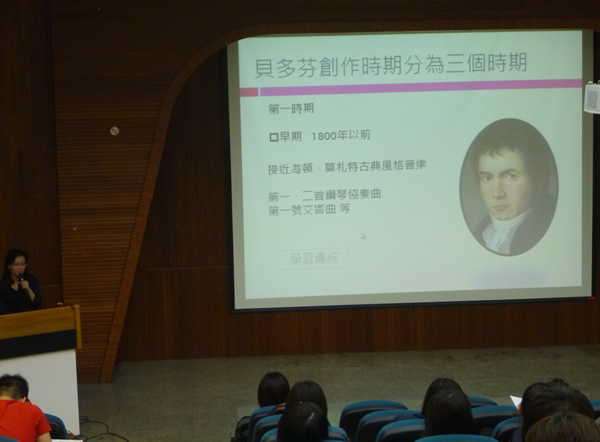 貝多芬創作時期分為三個時期
第一時期
早期 1800年以前
接近海頓、莫札特古典風格音樂
第一、二首鋼琴協奏曲
第一號交響曲 等
學習傳統